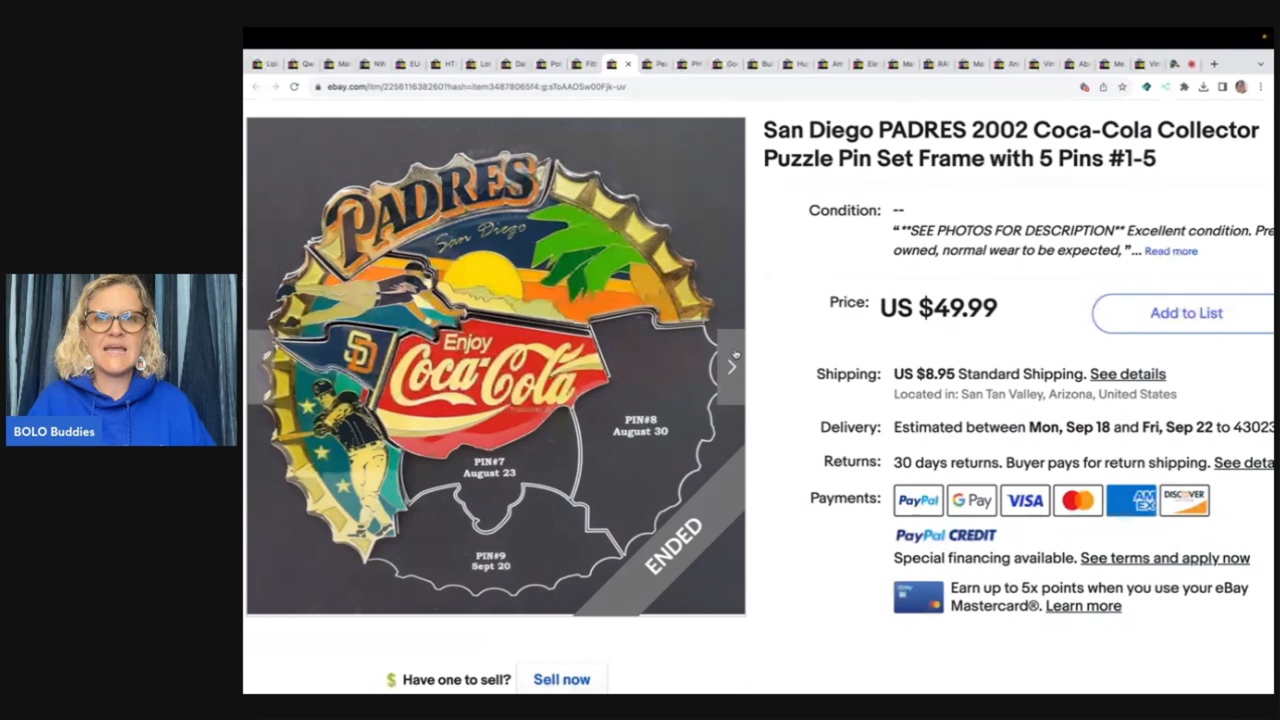 ebay.com/itm/225611638260?hash=item34878065f4:g:sToAAOSw00Fjk-uv
San Diego PADRES 2002 Coca-Cola Collector
Puzzle Pin Set Frame with 5 Pins #1-5
Condition: --
“**SEE PHOTOS FOR DESCRIPTION** Excellent condition. Pre
owned, normal wear to be expected,”... Read more
Price: US $49.99
Add to List
Shipping: US $8.95 Standard Shipping. See details
Located in: San Tan Valley, Arizona, United States
Delivery: Estimated between Mon, Sep 18 and Fri, Sep 22 to 43023
Returns: 30 days returns. Buyer pays for return shipping. See deta
Payments: PayPal G Pay VISA MasterCard AM EX DISCOVER
PayPal CREDIT
Special financing available. See terms and apply now
Earn up to 5x points when you use your eBay
Mastercard®. Learn more
PADRES
San Diego
SD
Enjoy
Coca-Cola
PIN#8
August 30
PIN#7
August 23
PIN#9
Sept 20
ENDED
BOLO Buddies
$ Have one to sell? Sell now